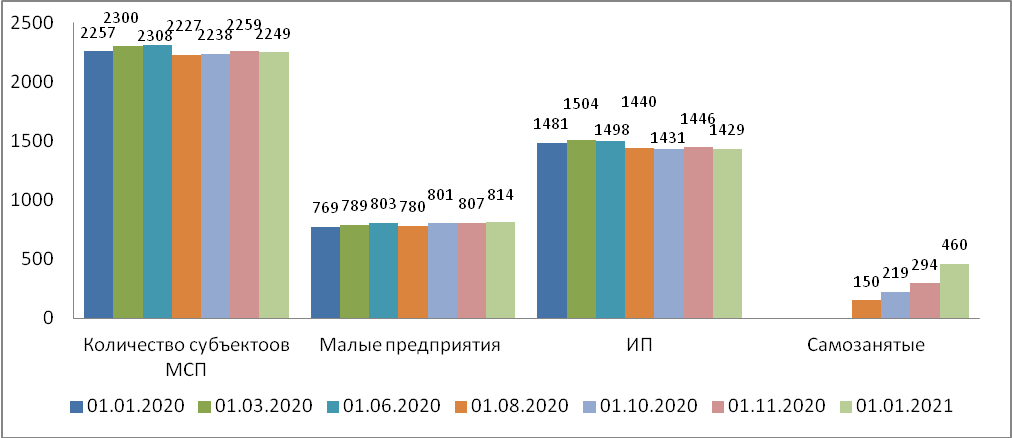 2500
2000
1500
1000
500
0
2257 2300 2308 2227 2238 2259 2249
769 789 803 780 801 807 814
1481 1504 1498 1440 1431 1446 1429
150 219 294 460
Количество субъектоов
МСП
Малые предприятия
ИП
Самозанятые
01.01.2020 01.03.2020 01.06.2020 01.08.2020 01.10.2020 01.11.2020 01.01.2021